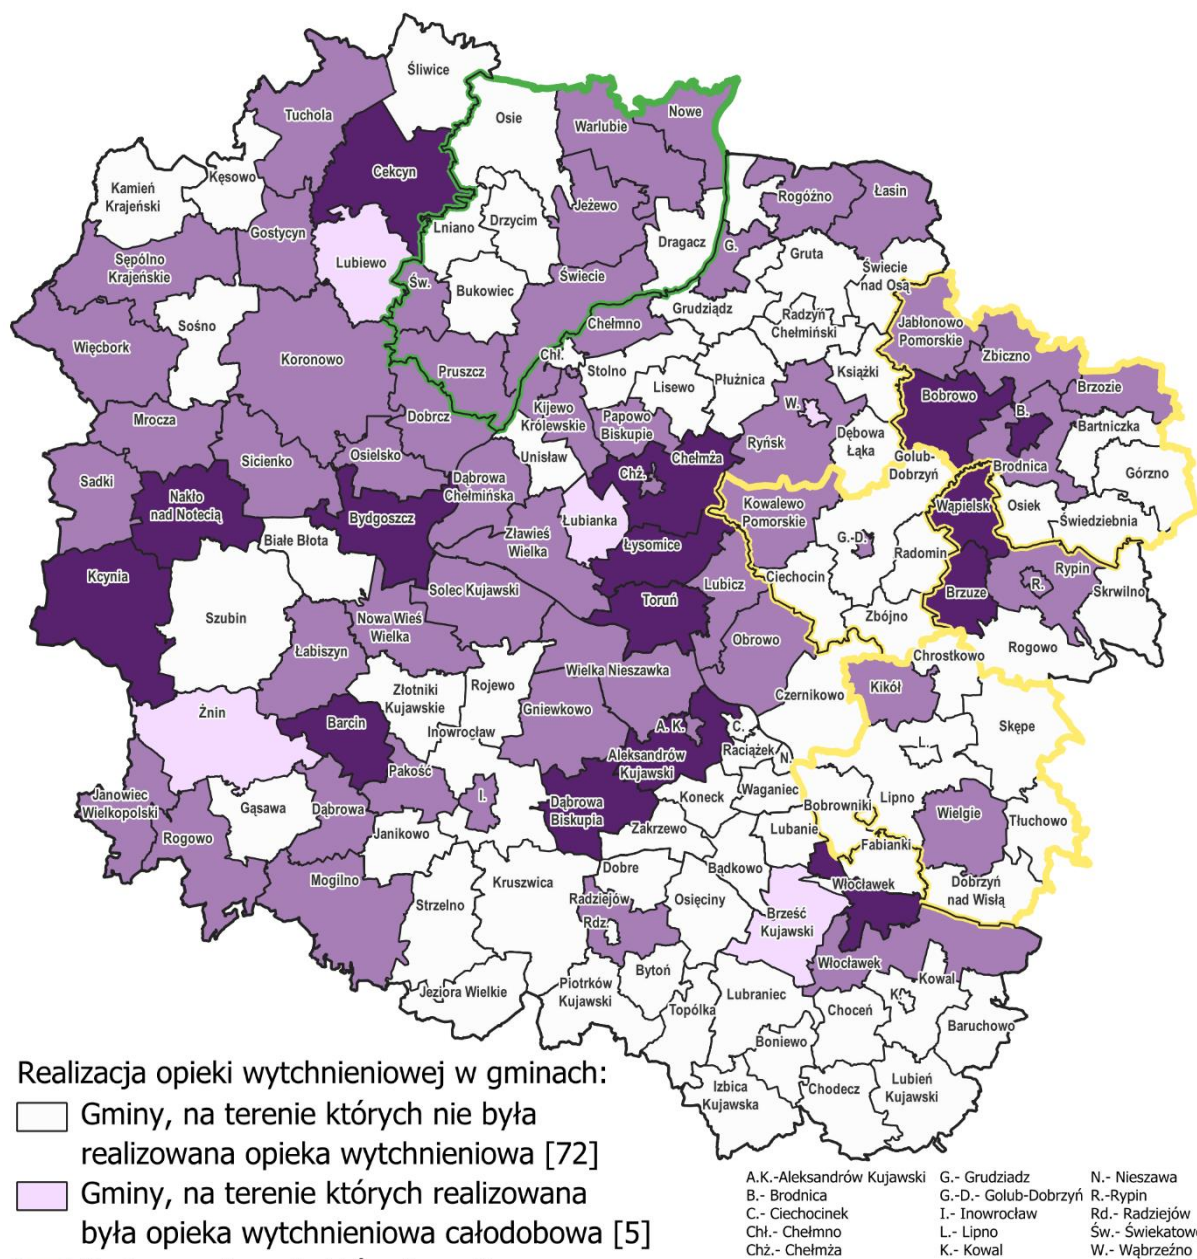 Śliwice
Tuchola
Osie
Warlubie
Nowe
Cekcyn
Kęsowo
Kamień
Krajeński
Rogóźno
Łasin
Jeżewo
Drzycim
Lniano
Gostycyn
Dragacz
G.
Gruta
Sępólno
Krajeńskie
Lubiewo
Św.
Bukowiec
Świecie
Świecie
nad Osą
Grudziądz
Radzyń
Chełmiński
Chełmno
Sośno
Jabłonowo
Pomorskie
Zbiczno
Więcbork
Koronowo
Chł.
Stolno
Pruszcz
Lisewo
Płużnica
Książki
Brzozie
Bobrowo
B.
Bartniczka
Mrocza
Dobrcz
Kijewo
Królewskie
Papowo
Biskupie
W.
Ryńsk
Dębowa
Łąka
Golub-
Dobrzyń
Brodnica
Górzno
Sicienko
Osielsko
Unisław
Chełmża
Chż.
Sadki
Dąbrowa
Chełmińska
Nakło
nad Notecią
Bydgoszcz
Łubianka
Kowalewo
Pomorskie
Wąpielsk
Osiek
Świedziebnia
Białe Błota
Zławieś
Wielka
Łysomice
G.-D.
Radomin
Rypin
R.
Kcynia
Solec Kujawski
Lubicz
Ciechocin
Brzuze
Skrwilno
Szubin
Nowa Wieś
Wielka
Toruń
Zbójno
Łabiszyn
Obrowo
Rogowo
Chrostkowo
Wielka Nieszawka
Rojewo
Złotniki
Kujawskie
Czernikowo
Kikół
Żnin
Barcin
Gniewkowo
A. K.
C.
Skępe
Inowrocław
Aleksandrów
Kujawski
Raciążek
N.
L.
Pakość
Waganiec
Janowiec
Wielkopolski
Gąsawa
Dąbrowa
I.
Dąbrowa
Biskupia
Koneck
Bobrowniki
Lipno
Wielgie
Tłuchowo
Rogowo
Janikowo
Zakrzewo
Lubanie
Fabianki
Mogilno
Kruszwica
Dobre
Bądkowo
Włocławek
Dobrzyń
nad Wisłą
Strzelno
Radziejów
Osięciny
Rdz.
Brześć
Kujawski
Włocławek
Bytoń
Kowal
Jeziora Wielkie
Piotrków
Kujawski
Topólka
Lubraniec
Choceń
K.
Baruchowo
Boniewo
Izbica
Kujawska
Chodecz
Lubień
Kujawski
Realizacja opieki wytchnieniowej w gminach:
Gminy, na terenie których nie była
realizowana opieka wytchnieniowa [72]
Gminy, na terenie których realizowana
była opieka wytchnieniowa całodobowa [5]
A.K.-Aleksandrów Kujawski
B.- Brodnica
C.- Ciechocinek
Chł.- Chełmno
Chż.- Chełmża
G.- Grudziadz
G.-D.- Golub-Dobrzyń
I.- Inowrocław
L.- Lipno
K.- Kowal
N.- Nieszawa
R.-Rypin
Rd.- Radziejów
Św.- Świekatowo
W.- Wąbrzeźno